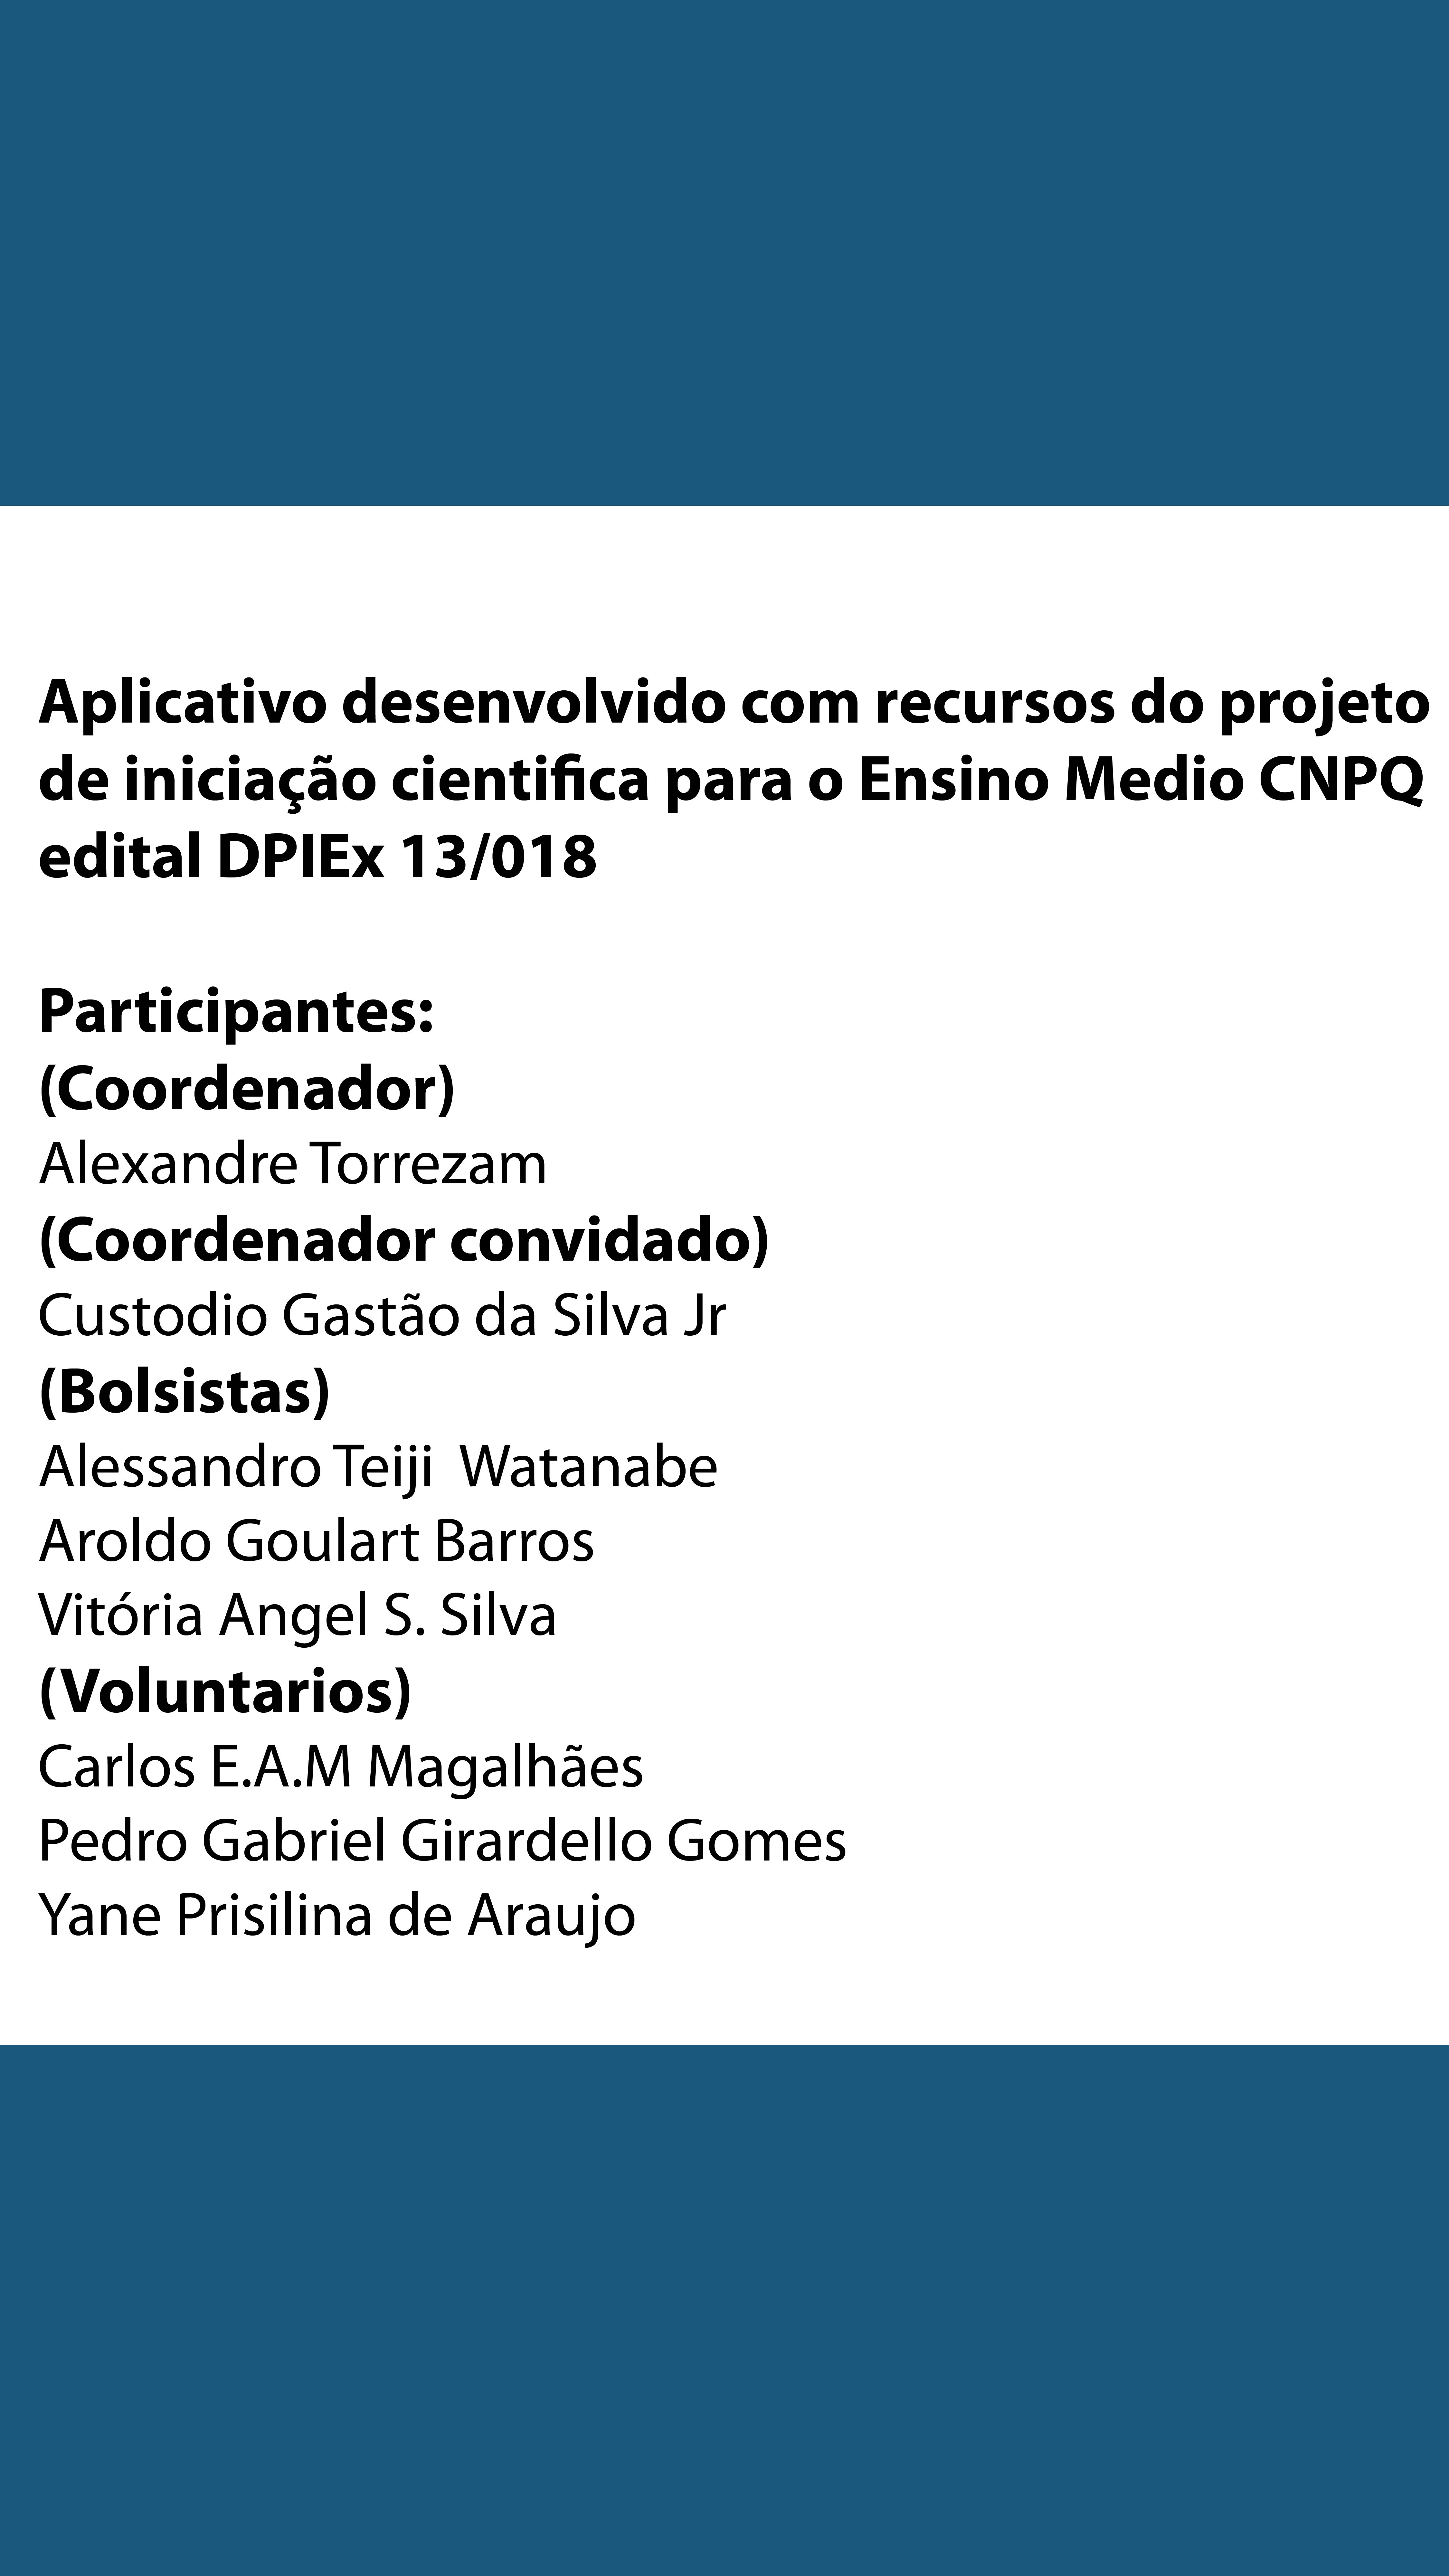 Aplicativo desenvolvido com recursos do projeto
de iniciação cientifica para o Ensino Medio CNPQ
edital DPIEx 13/018
Participantes:
(Coordenador)
Alexandre Torrezam
(Coordenador convidado)
Custodio Gastão da Silva Jr
(Bolsistas)
Alessandro Teiji  Watanabe
Aroldo Goulart Barros
Vitória Angel S. Silva
(Voluntarios)
Carlos E.A.M Magalhães
Pedro Gabriel Girardello Gomes
Yane Prisilina de Araujo